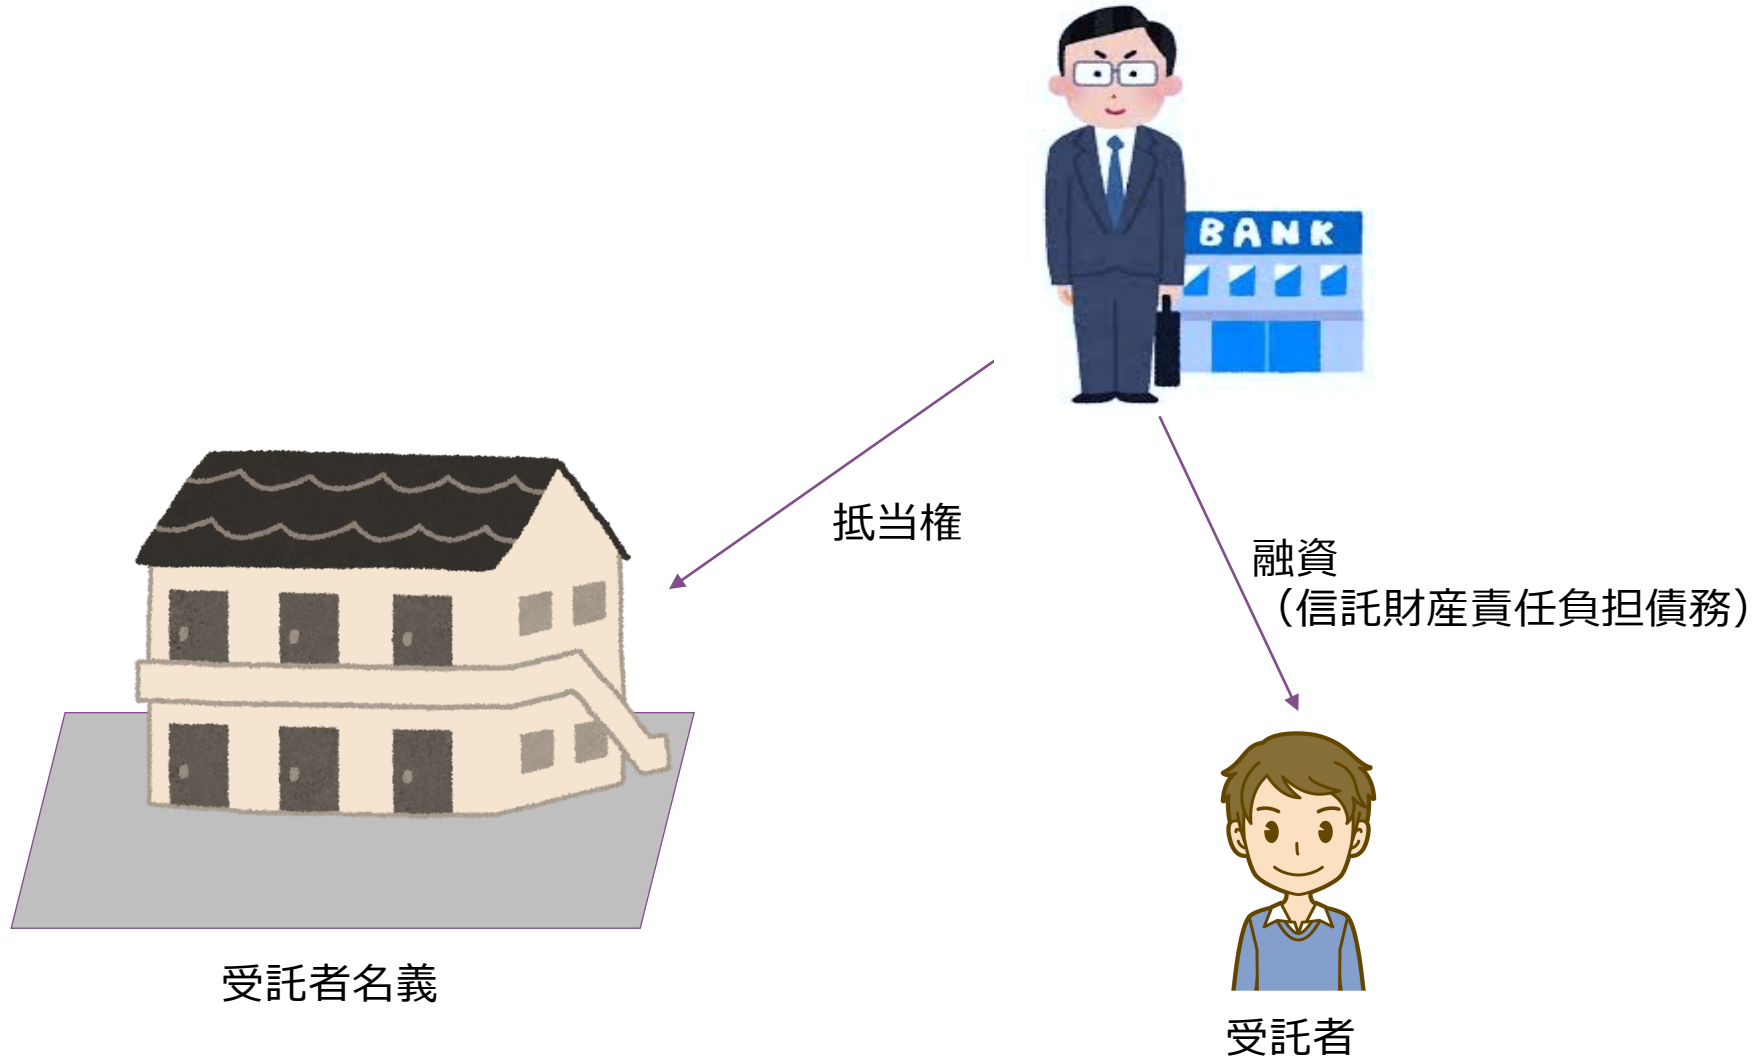 BANK
抵当権
融資
（信託財産責任負担債務）
受託者名義
受託者